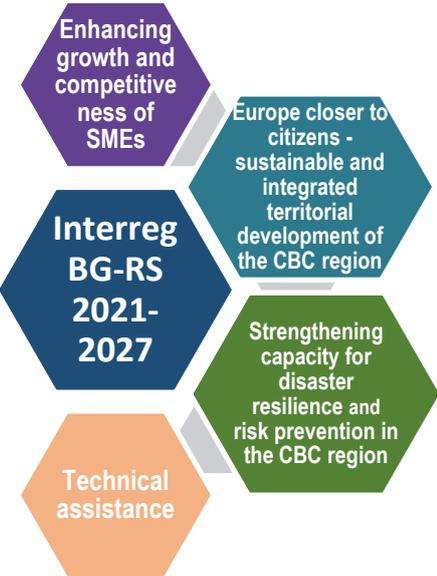 Enhancing
growth and
competitive
ness of
SMEs
Europe closer to
citizens -
sustainable and
integrated
territorial
development of
the CBC region
Interreg
BG-RS
2021-
2027
Strengthening
capacity for
disaster
resilience and
risk prevention in
the CBC region
Technical
assistance